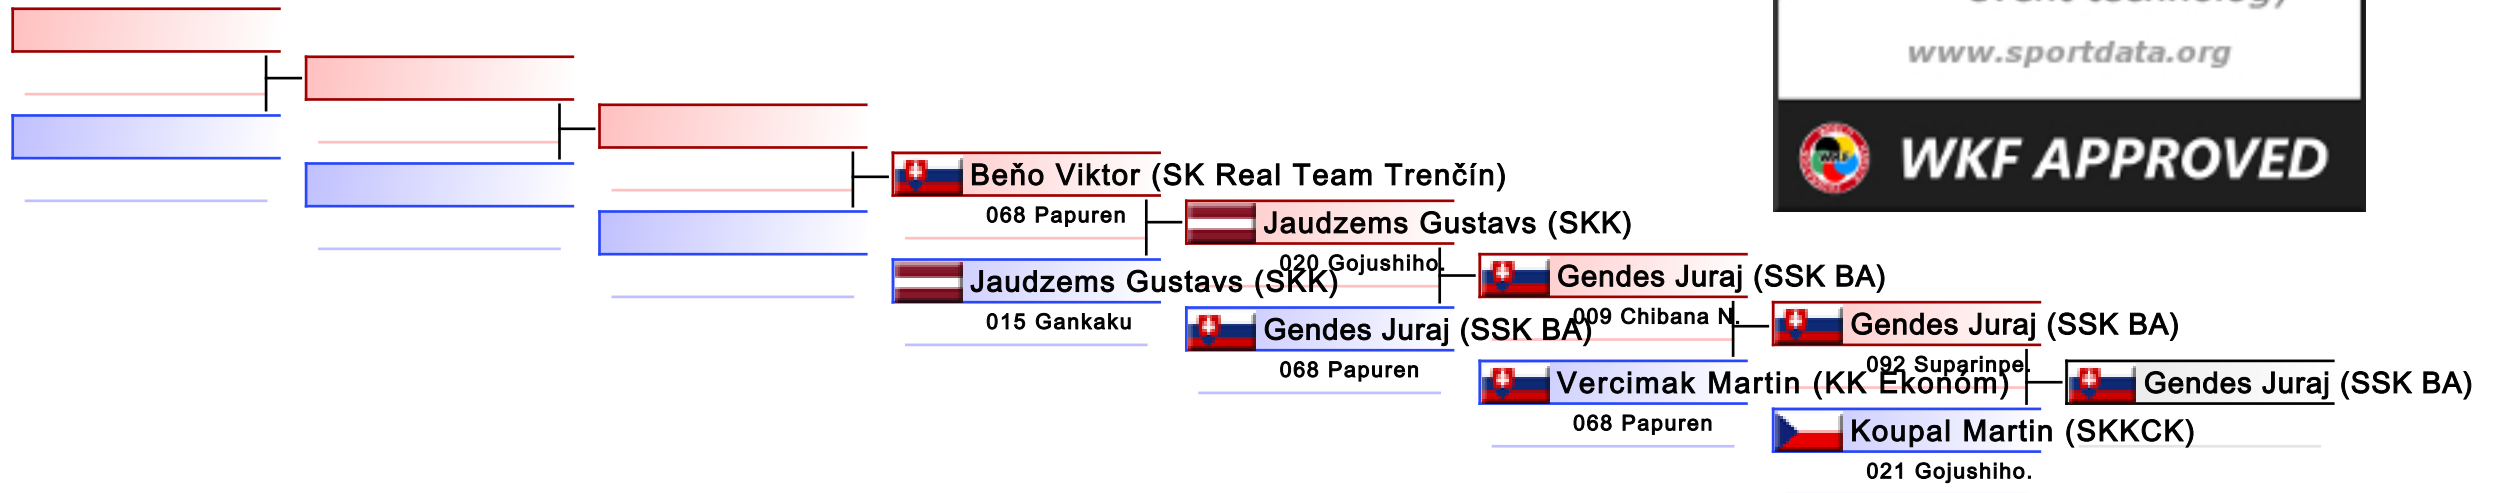 www.sportdata.org
WKF APPROVED
Beňo Viktor (SK Real Team Trenčín)
068 Papuren
Jaudzems Gustavs (SKK)
020 Gojushiho.
Jaudzems Gustavs (SKK)
015 Gankaku
Gendes Juraj (SSK BA)
009 Chibana N.
Gendes Juraj (SSK BA)
068 Papuren
Gendes Juraj (SSK BA)
092 Suparinpe.
Vercimak Martin (KK Ekonóm)
068 Papuren
Gendes Juraj (SSK BA)
Koupal Martin (SKKCK)
021 Gojushiho.